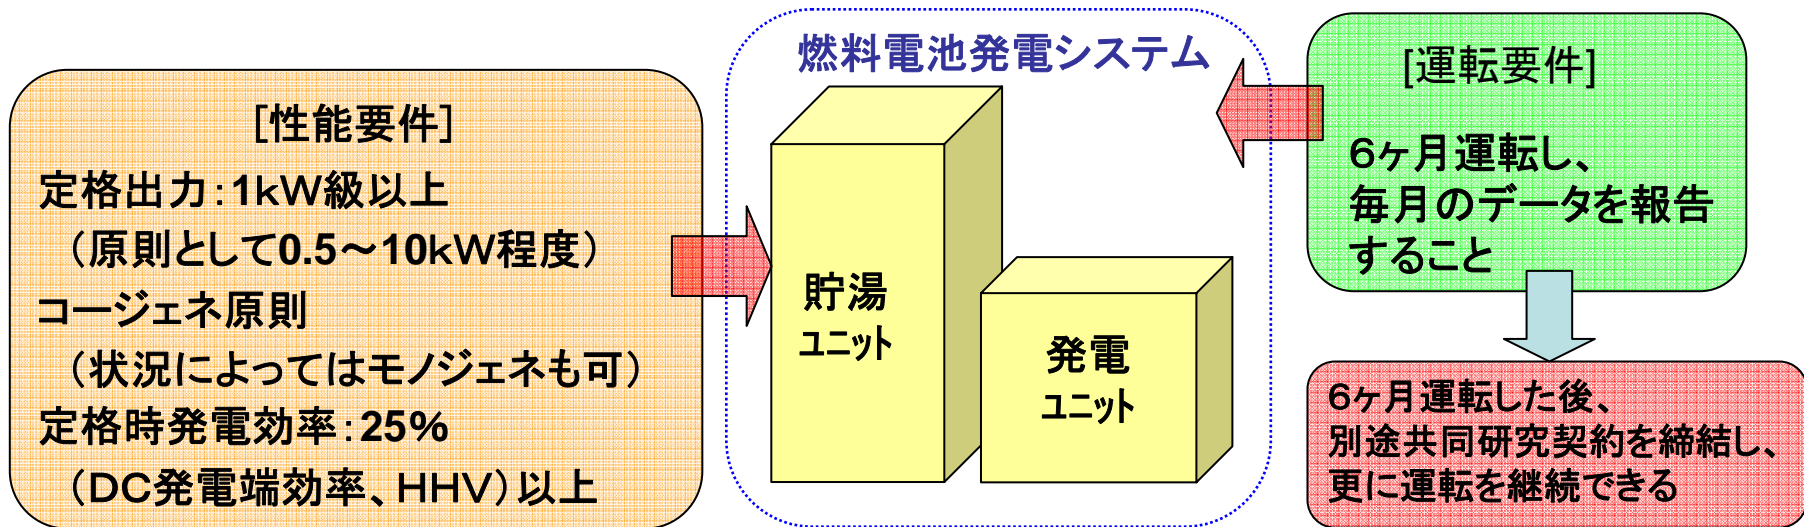 [性能要件]
定格出力：1kW級以上
（原則として0.5～10kW程度）
コージェネ原則
（状況によってはモノジェネも可）
定格時発電効率：25%
（DC発電端効率、HHV）以上
燃料電池発電システム
貯湯
ユニット
発電
ユニット
[運転要件]
６ヶ月運転し、
毎月のデータを報告
すること
６ヶ月運転した後、
別途共同研究契約を締結し、
更に運転を継続できる